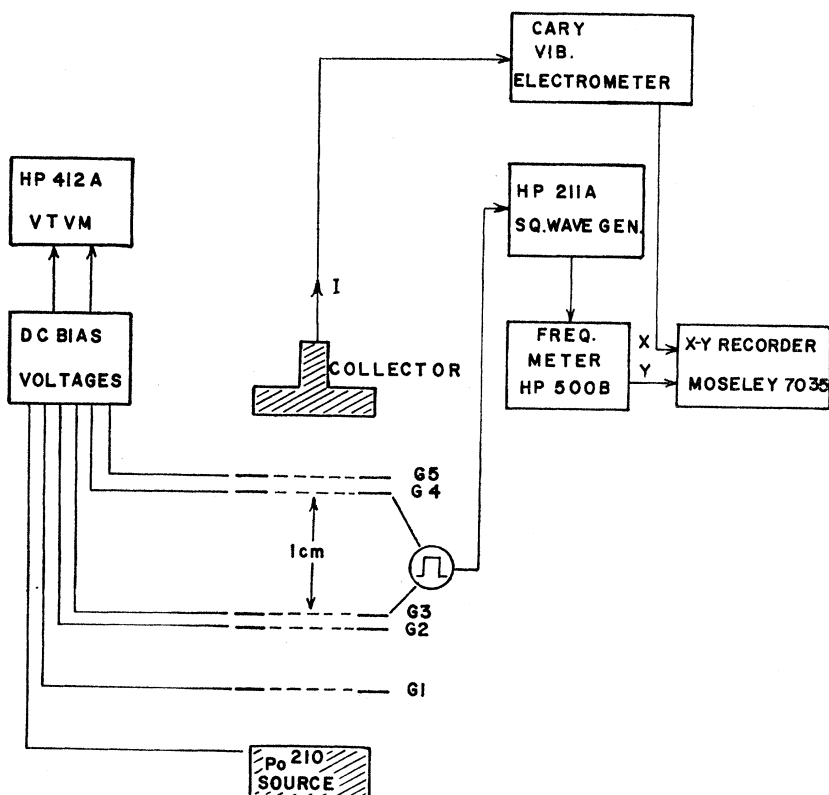 CARY
VIB.
ELECTROMETER
HP 412A
VTVM
HP 211A
SQ.WAVE GEN.
I
DC BIAS
VOLTAGES
FREQ.
METER
HP 500B
X
Y
X-Y RECORDER
MOSELEY 7035
COLLECTOR
G5
G4
1cm
G3
G2
G1
Po 210
SOURCE